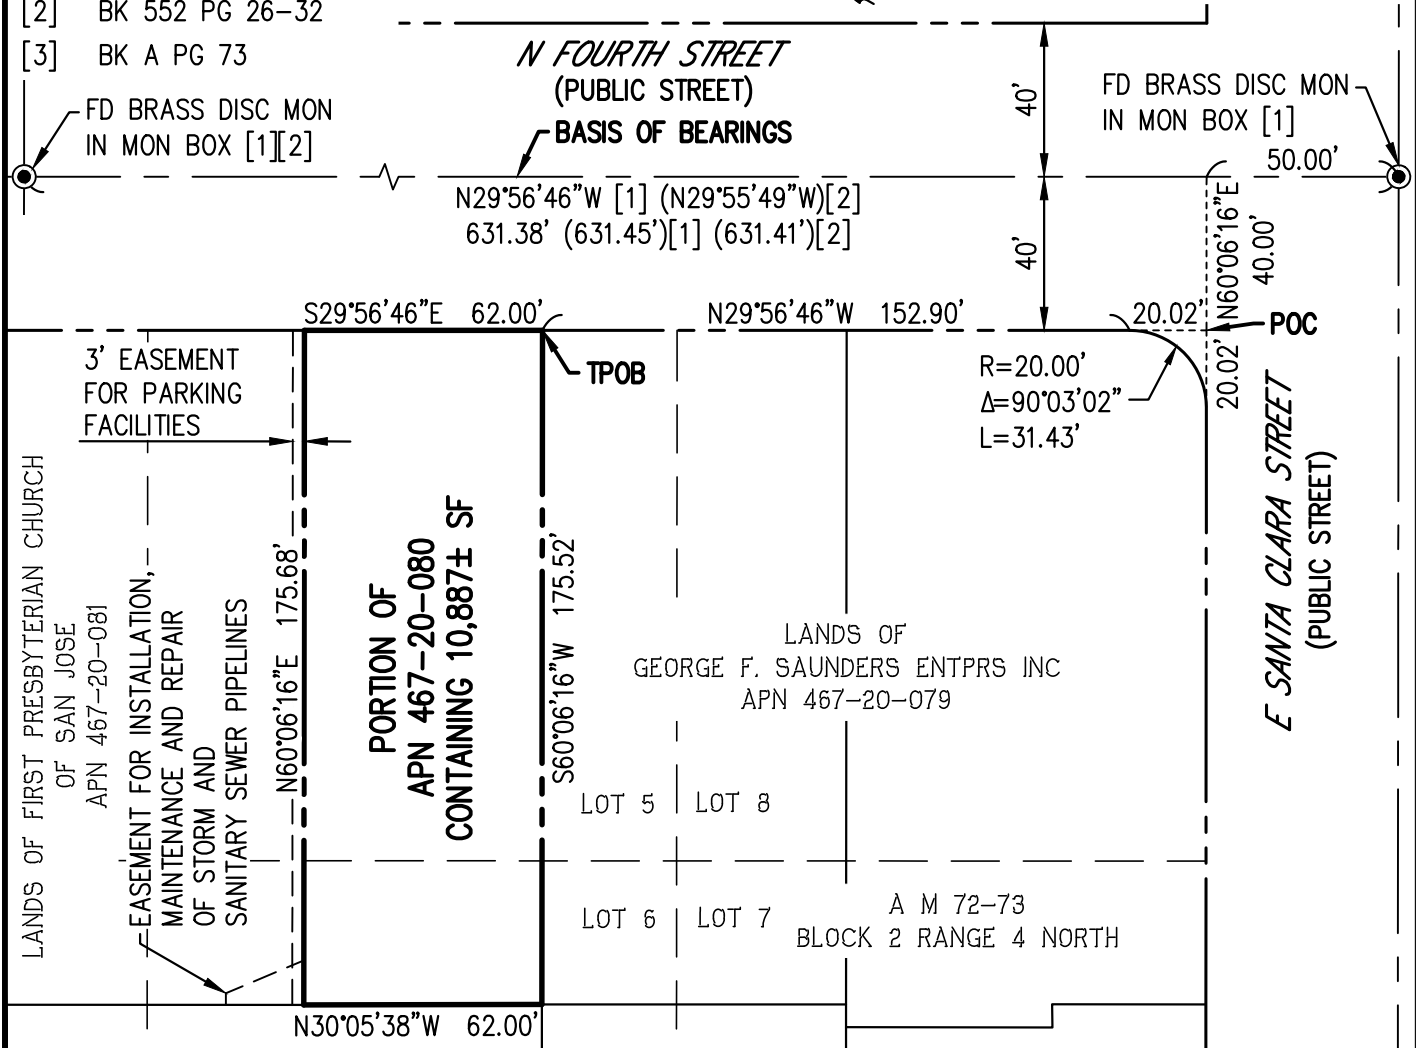 [2] BK 552 PG 26-32
[3] BK A PG 73
N FOURTH STREET
(PUBLIC STREET)
BASIS OF BEARINGS
FD BRASS DISC MON
IN MON BOX [1][2]
FD BRASS DISC MON
IN MON BOX [1]
40'
50.00'
N29°56'46"W [1] (N29°55'49"W)[2]
631.38' (631.45')[1] (631.41')[2]
40'
N60°06'16"E
40.00'
S29°56'46"E 62.00'
N29°56'46"W 152.90'
20.02'
POC
20.02'
TPOB
3' EASEMENT
FOR PARKING
FACILITIES
R=20.00'
Δ=90°03'02"
L=31.43'
E SANTA CLARA STREET
(PUBLIC STREET)
LANDS OF FIRST PRESBYTERIAN CHURCH
OF SAN JOSE
APN 467-20-081
EASEMENT FOR INSTALLATION,
MAINTENANCE AND REPAIR
OF STORM AND
SANITARY SEWER PIPELINES
N60°06'16"E 175.68'
PORTION OF
APN 467-20-080
CONTAINING 10,887± SF
S60°06'16"W 175.52'
LANDS OF
GEORGE F. SAUNDERS ENTPRS INC
APN 467-20-079
LOT 5
LOT 8
LOT 6
LOT 7
A M 72-73
BLOCK 2 RANGE 4 NORTH
N30°05'38"W 62.00'